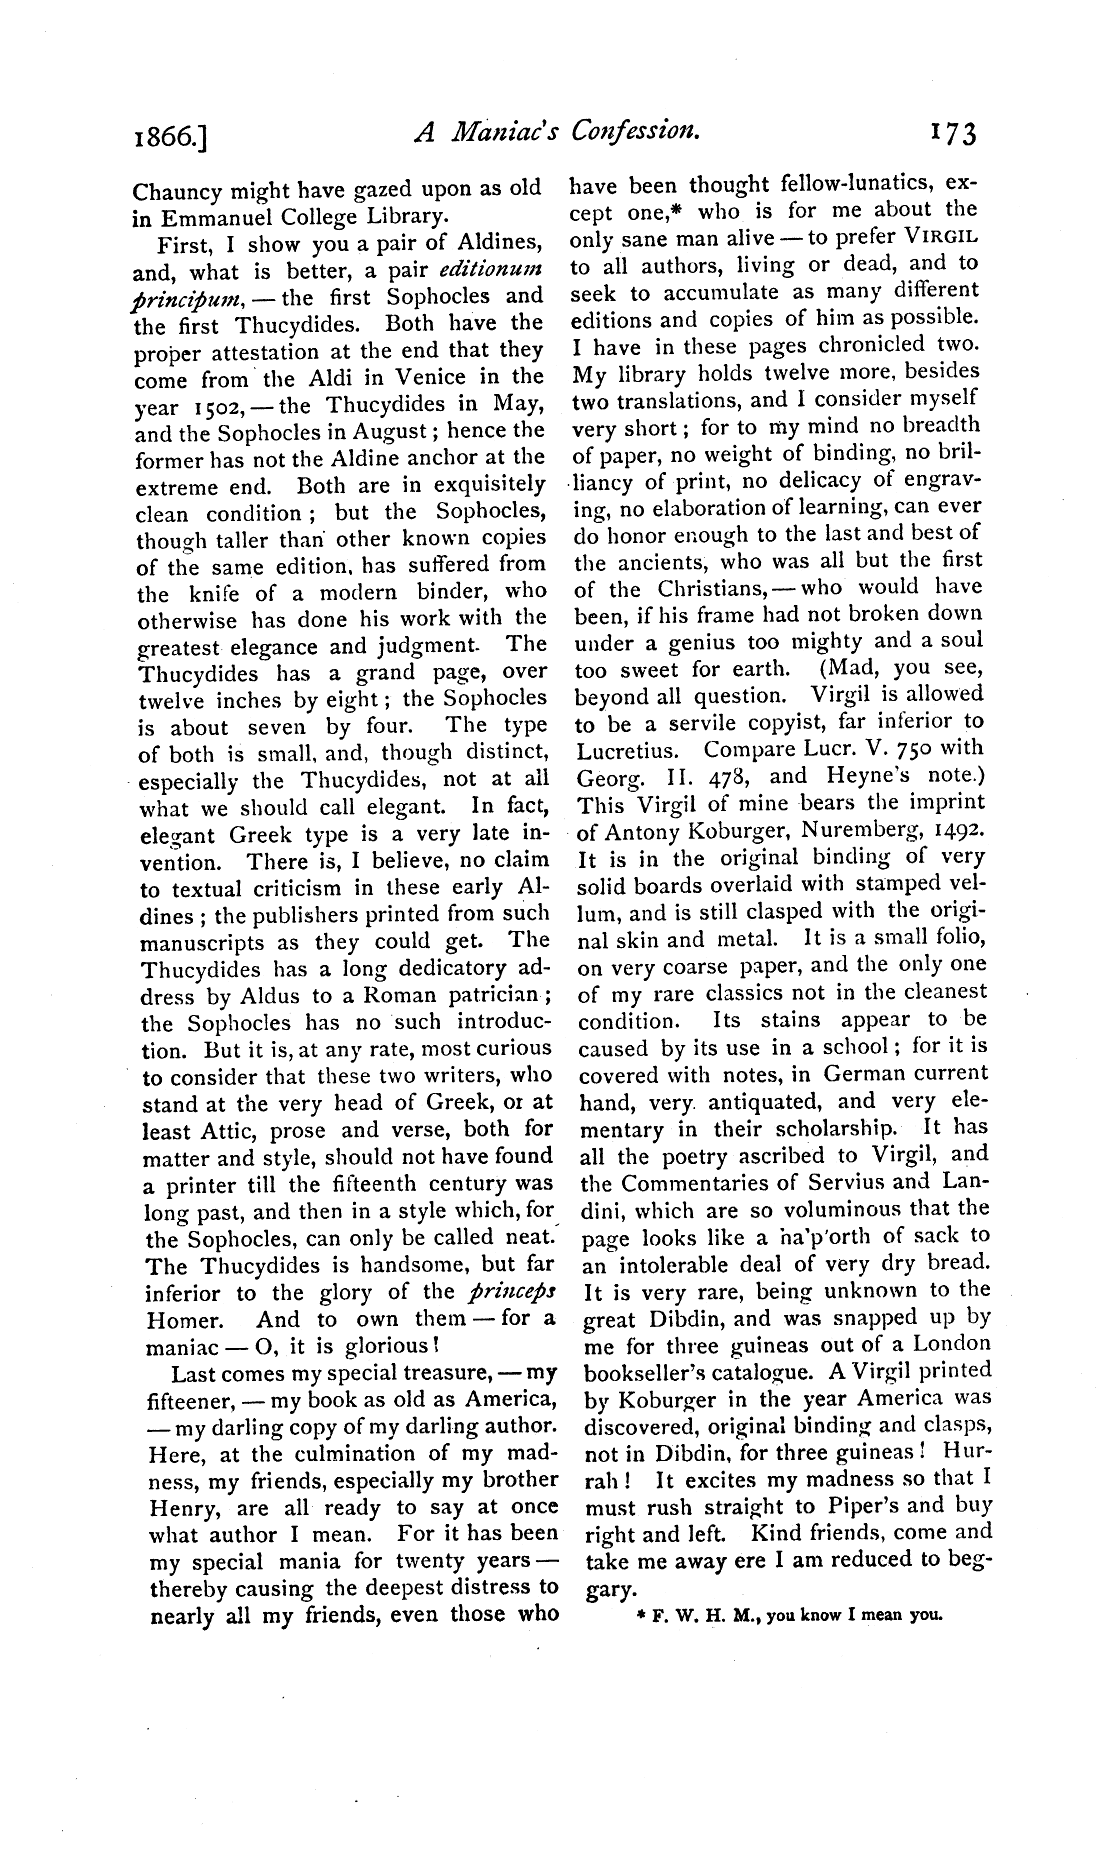 1866.] A Maniac's Confession. 173
Chauncy might have gazed upon as old
in Emmanuel College Library.
First, I show you a pair of Aldines,
and, what is better, a pair editionum
principum, — the first Sophocles and
the first Thucydides. Both have the
proper attestation at the end that they
come from the Aldi in Venice in the
year 1502, — the Thucydides in May,
and the Sophocles in August ; hence the
former has not the Aldine anchor at the
extreme end. Both are in exquisitely
clean condition ; but the Sophocles,
though taller than other known copies
of the same edition, has suffered from
the knife of a modern binder, who
otherwise has done his work with the
greatest elegance and judgment. The
Thucydides has a grand page, over
twelve inches by eight ; the Sophocles
is about seven by four. The type
of both is small, and, though distinct,
especially the Thucydides, not at all
what we should call elegant. In fact,
elegant Greek type is a very late in-
vention. There is, I believe, no claim
to textual criticism in these early Al-
dines ; the publishers printed from such
manuscripts as they could get. The
Thucydides has a long dedicatory ad-
dress by Aldus to a Roman patrician ;
the Sophocles has no such introduc-
tion. But it is, at any rate, most curious
to consider that these two writers, who
stand at the very head of Greek, or at
least Attic, prose and verse, both for
matter and style, should not have found
a printer till the fifteenth century was
long past, and then in a style which, for
the Sophocles, can only be called neat.
The Thucydides is handsome, but far
inferior to the glory of the princeps
Homer. And to own them — for a
maniac — O, it is glorious !
Last comes my special treasure, — my
fifteener, — my book as old as America,
— my darling copy of my darling author.
Here, at the culmination of my mad-
ness, my friends, especially my brother
Henry, are all ready to say at once
what author I mean. For it has been
my special mania for twenty years —
thereby causing the deepest distress to
nearly all my friends, even those who
have been thought fellow-lunatics, ex-
cept one,* who is for me about the
only sane man alive — to prefer VIRGIL
to all authors, living or dead, and to
seek to accumulate as many different
editions and copies of him as possible.
I have in these pages chronicled two.
My library holds twelve more, besides
two translations, and I consider myself
very short ; for to my mind no breadth
of paper, no weight of binding, no bril-
liancy of print, no delicacy of engrav-
ing, no elaboration of learning, can ever
do honor enough to the last and best of
the ancients, who was all but the first
of the Christians, — who would have
been, if his frame had not broken down
under a genius too mighty and a soul
too sweet for earth. (Mad, you see,
beyond all question. Virgil is allowed
to be a servile copyist, far inferior to
Lucretius. Compare Lucr. V. 750 with
Georg. II. 478, and Heyne's note.)
This Virgil of mine bears the imprint
of Antony Koburger, Nuremberg, 1492.
It is in the original binding of very
solid boards overlaid with stamped vel-
lum, and is still clasped with the origi-
nal skin and metal. It is a small folio,
on very coarse paper, and the only one
of my rare classics not in the cleanest
condition. Its stains appear to be
caused by its use in a school ; for it is
covered with notes, in German current
hand, very antiquated, and very ele-
mentary in their scholarship. It has
all the poetry ascribed to Virgil, and
the Commentaries of Servius and Lan-
dini, which are so voluminous that the
page looks like a ha'p'orth of sack to
an intolerable deal of very dry bread.
It is very rare, being unknown to the
great Dibdin, and was snapped up by
me for three guineas out of a London
bookseller's catalogue. A Virgil printed
by Koburger in the year America was
discovered, original binding and clasps,
not in Dibdin, for three guineas ! Hur-
rah ! It excites my madness so that I
must rush straight to Piper's and buy
right and left. Kind friends, come and
take me away ere I am reduced to beg-
gary.
* F. W. H. M., you know I mean you.